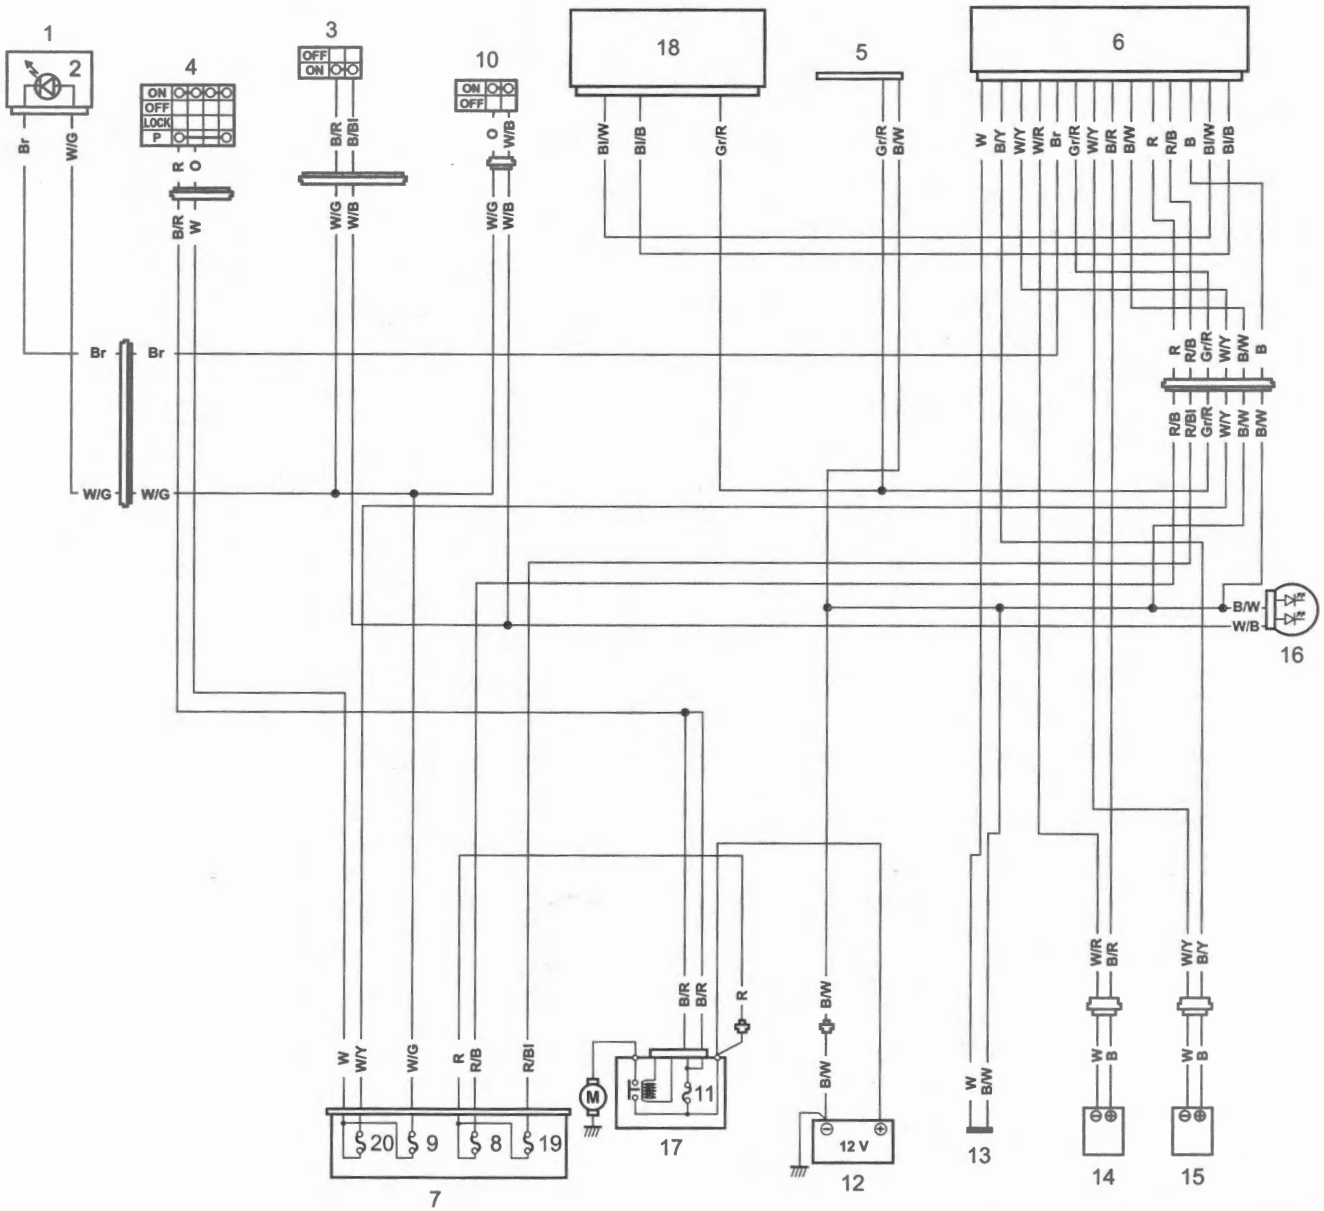 1
2
4
3
10
18
5
6
ON
OFF
LOCK
P
OFF
ON
ON
OFF
Br
W/G
R
O
B/R
B/Bl
O
W/B
Bl/W
Bl/B
Gr/R
Gr/R
B/W
W
B/Y
W/Y
W/R
Br
Gr/R
W/Y
B/R
B/W
R
R/B
B
Bl/W
Bl/B
B/R
W
W/G
W/B
W/G
W/B
Br
Br
R
R/B
Gr/R
W/Y
B/W
B
R/B
R/Bl
Gr/R
W/Y
B/W
B/W
W/G
W/G
B/W
W/B
16
W/R
B/R
W/Y
B/Y
B/R
B/R
R
B/W
W
W/Y
W/G
R
R/B
R/Bl
B/W
W
B/W
W
B
W
B
M
11
20
9
8
19
12 V
17
12
13
14
15
7